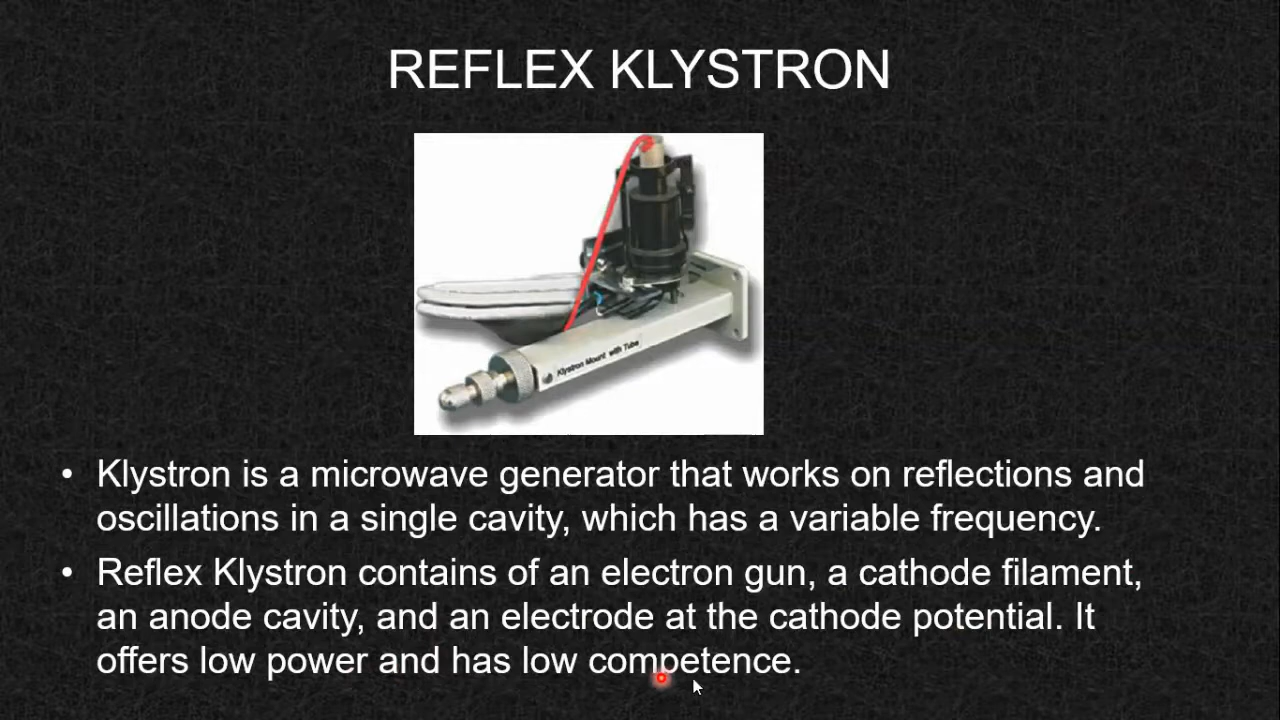 REFLEX KLYSTRON
Klystron Mount with Tube
• Klystron is a microwave generator that works on reflections and
oscillations in a single cavity, which has a variable frequency.
• Reflex Klystron contains of an electron gun, a cathode filament,
an anode cavity, and an electrode at the cathode potential. It
offers low power and has low competence.